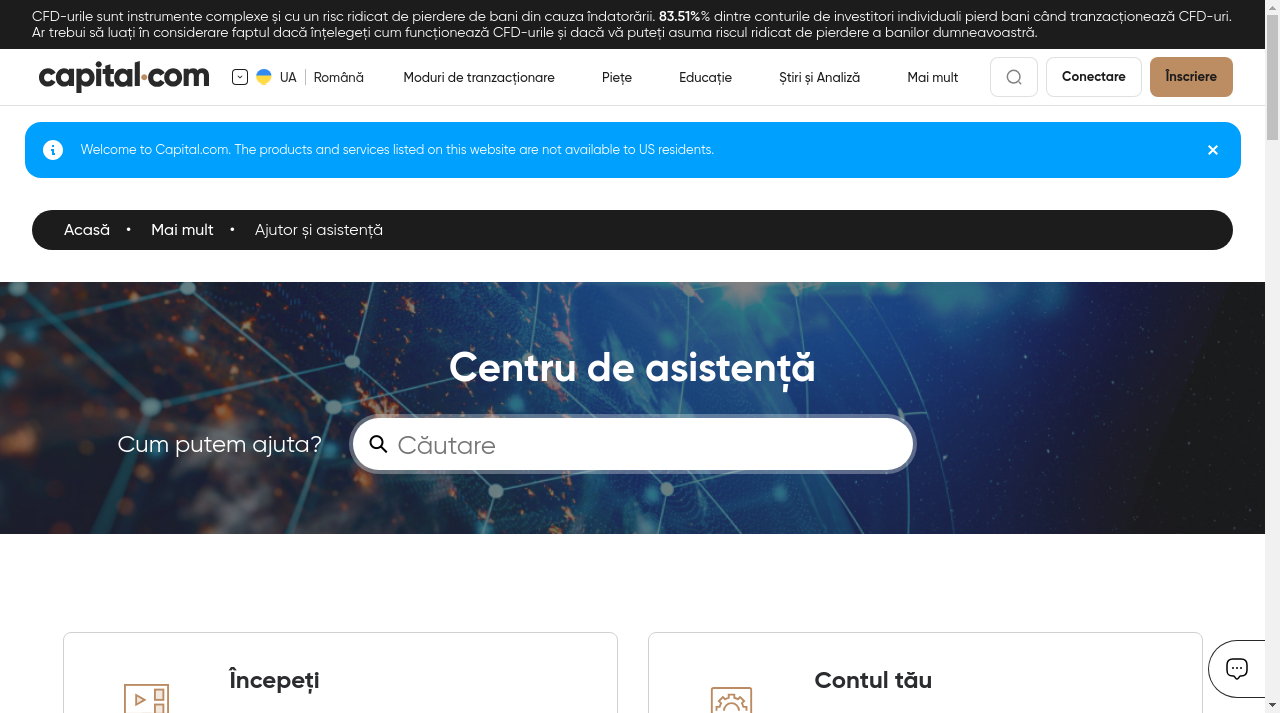 CFD-urile sunt instrumente complexe și cu un risc ridicat de pierdere de bani din cauza îndatorării. 83.51%% dintre conturile de investitori individuali pierd bani când tranzacționează CFD-uri.
Ar trebui să luați în considerare faptul dacă înțelegeți cum funcționează CFD-urile și dacă vă puteți asuma riscul ridicat de pierdere a banilor dumneavoastră.
capital.com UA Română Moduri de tranzacționare Piețe Educație Știri și Analiză Mai mult Conectare Înscriere
Welcome to Capital.com. The products and services listed on this website are not available to US residents.
Acasă • Mai mult • Ajutor și asistență
Centru de asistență
Cum putem ajuta? Căutare
Începeți
Contul tău